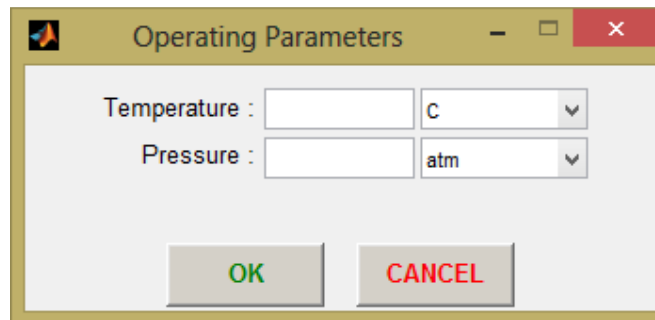 Operating Parameters
Temperature : C
Pressure : atm
OK CANCEL